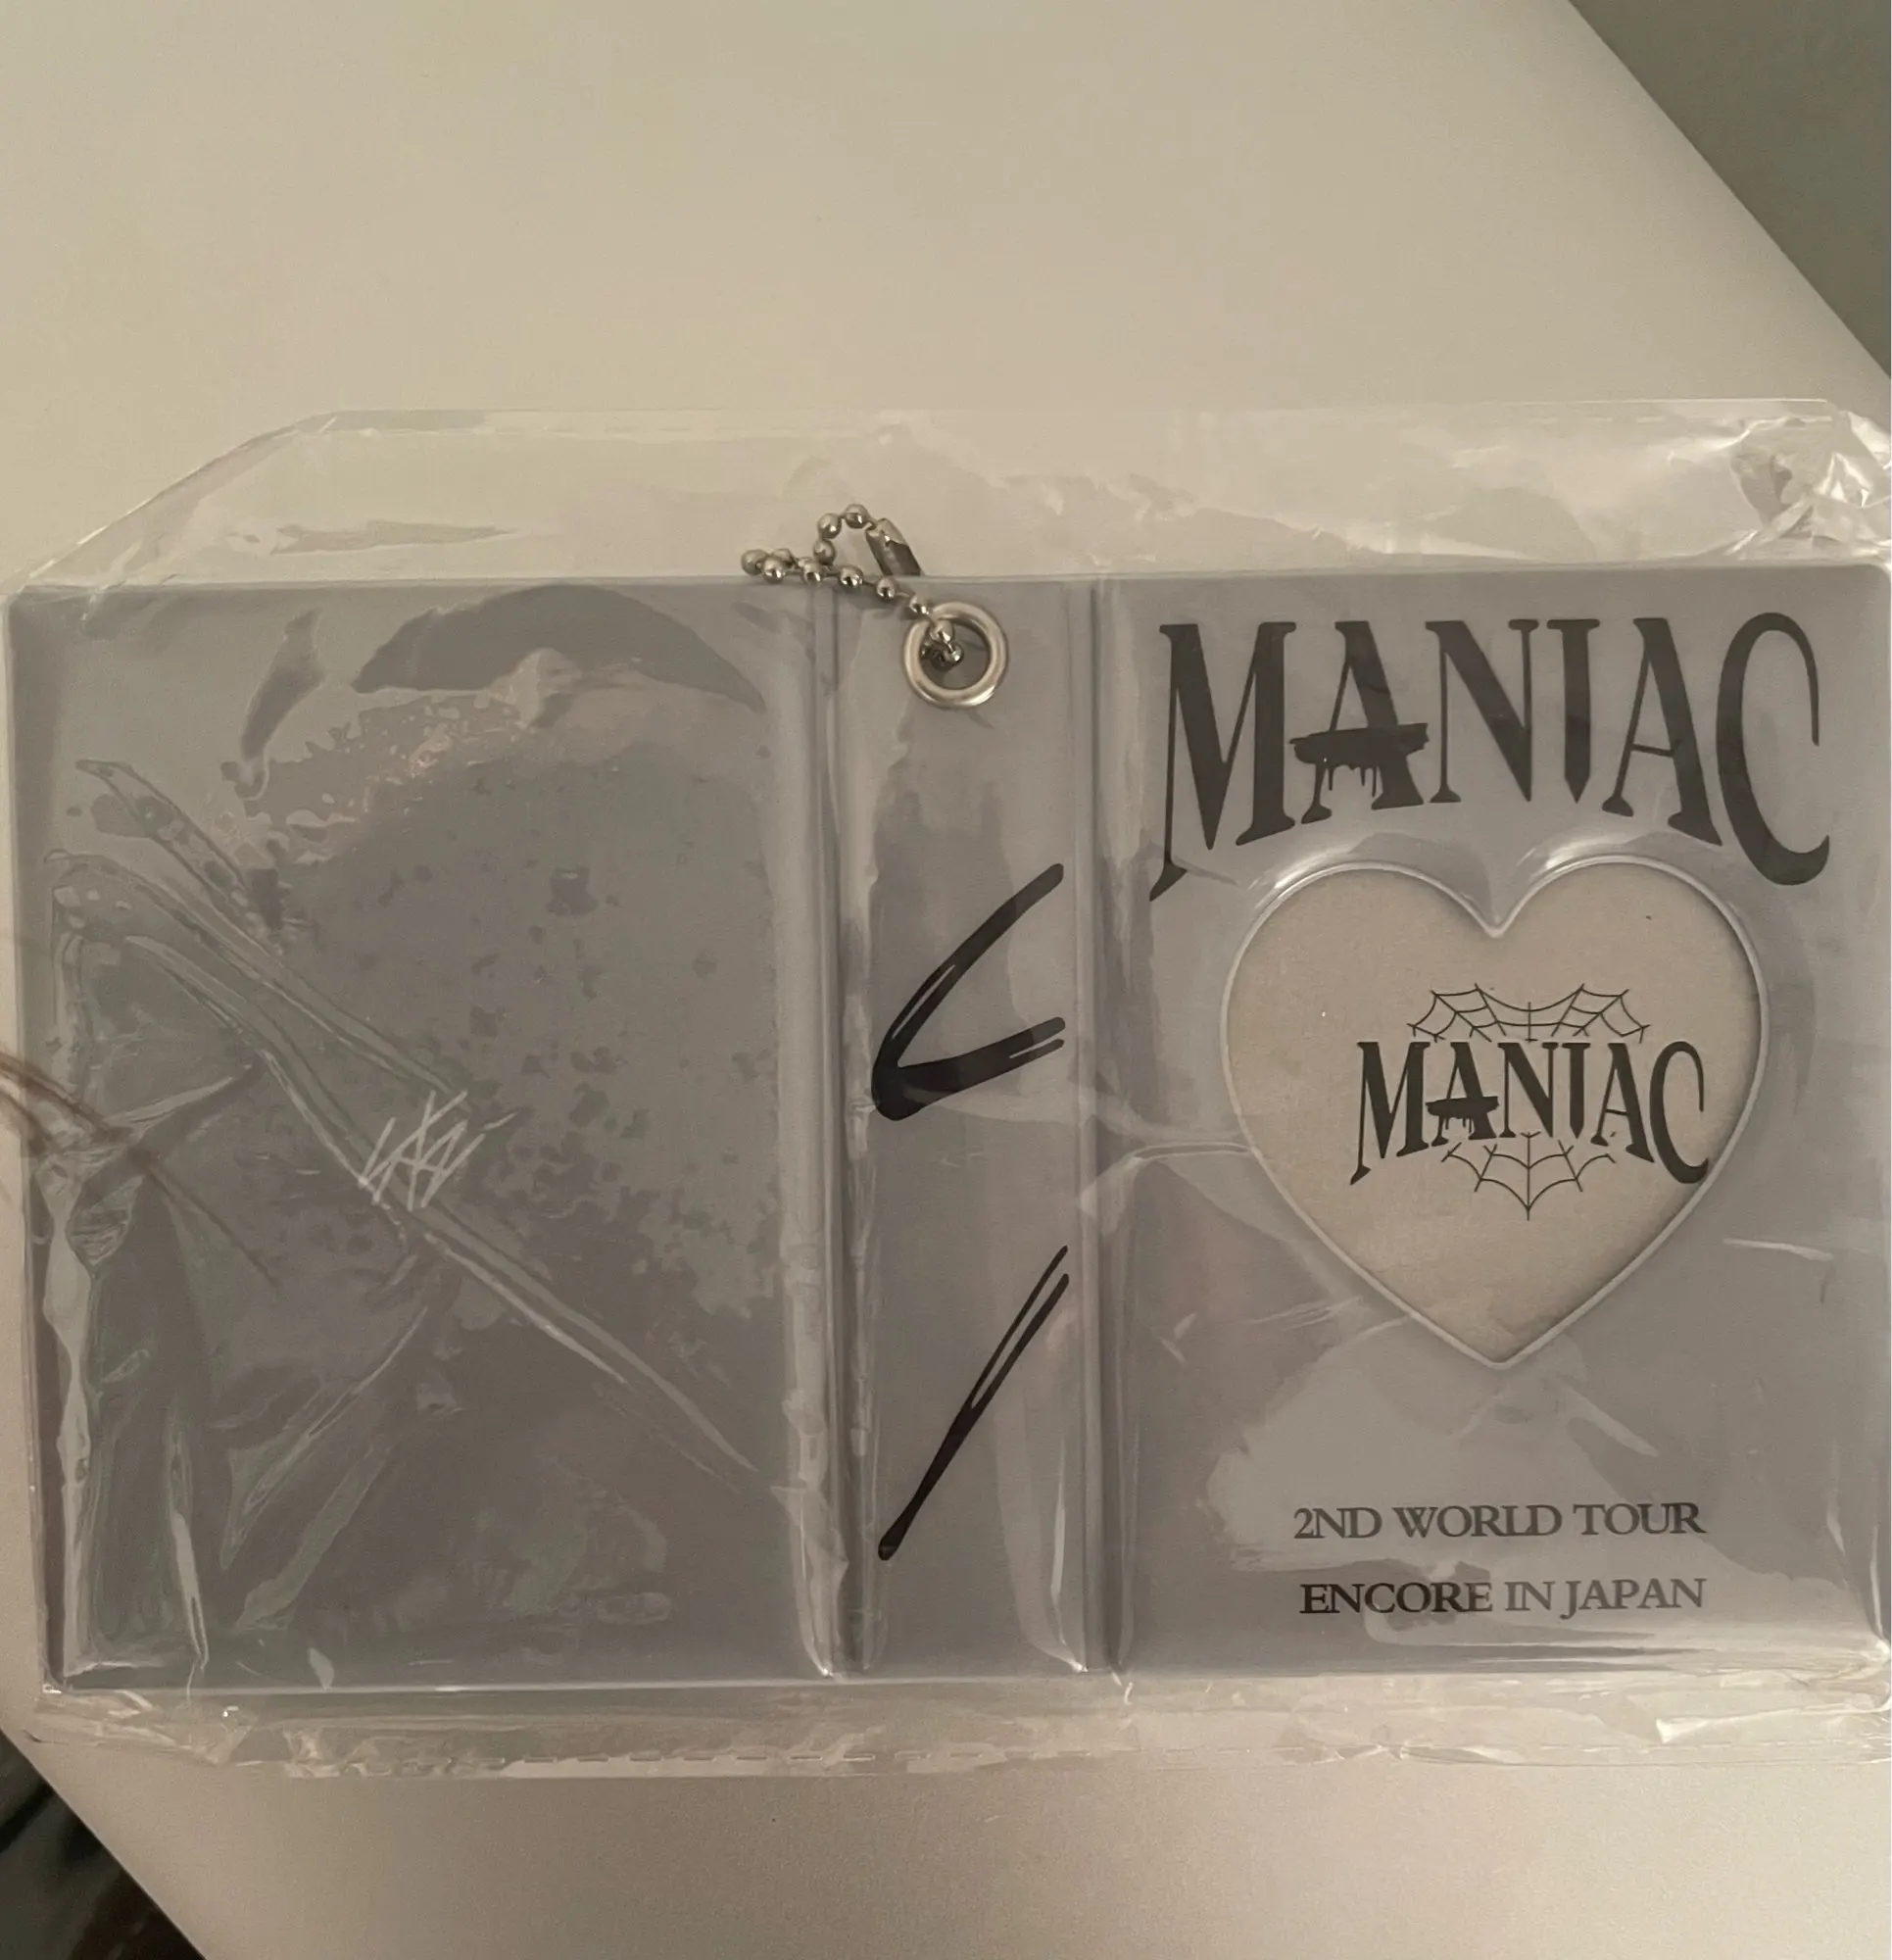 MANIAC
MANIAC
2ND WORLD TOUR
ENCORE IN JAPAN